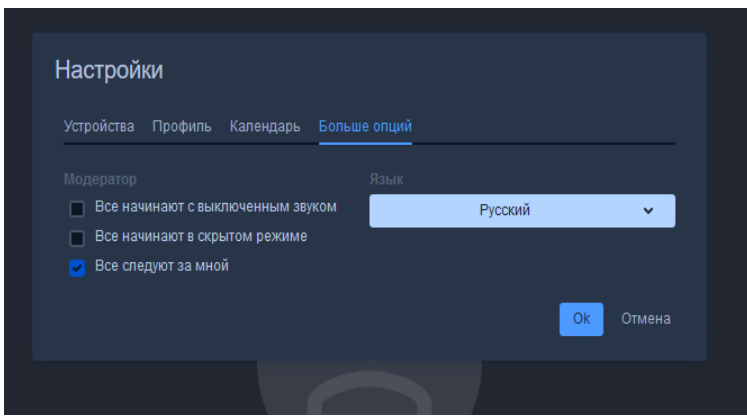 Настройки
Устройства Профиль Календарь Больше опций
Модератор
Все начинают с выключенным звуком
Все начинают в скрытом режиме
Все следуют за мной
Язык
Русский
Ok Отмена